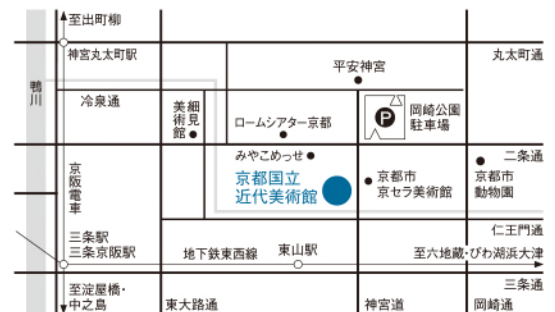 至出町柳
神宮丸太町駅
丸太町通
平安神宮
鴨川
冷泉通
細見
美術館
ロームシアター京都
P
岡崎公園
駐車場
みやこめっせ
二条通
京都国立
近代美術館
京都市
京セラ美術館
京都市
動物園
京阪電車
仁王門通
三条駅
三条京阪駅
地下鉄東西線
東山駅
至六地蔵・びわ湖浜大津
三条通
至淀屋橋・
中之島
東大路通
神宮道
岡崎通